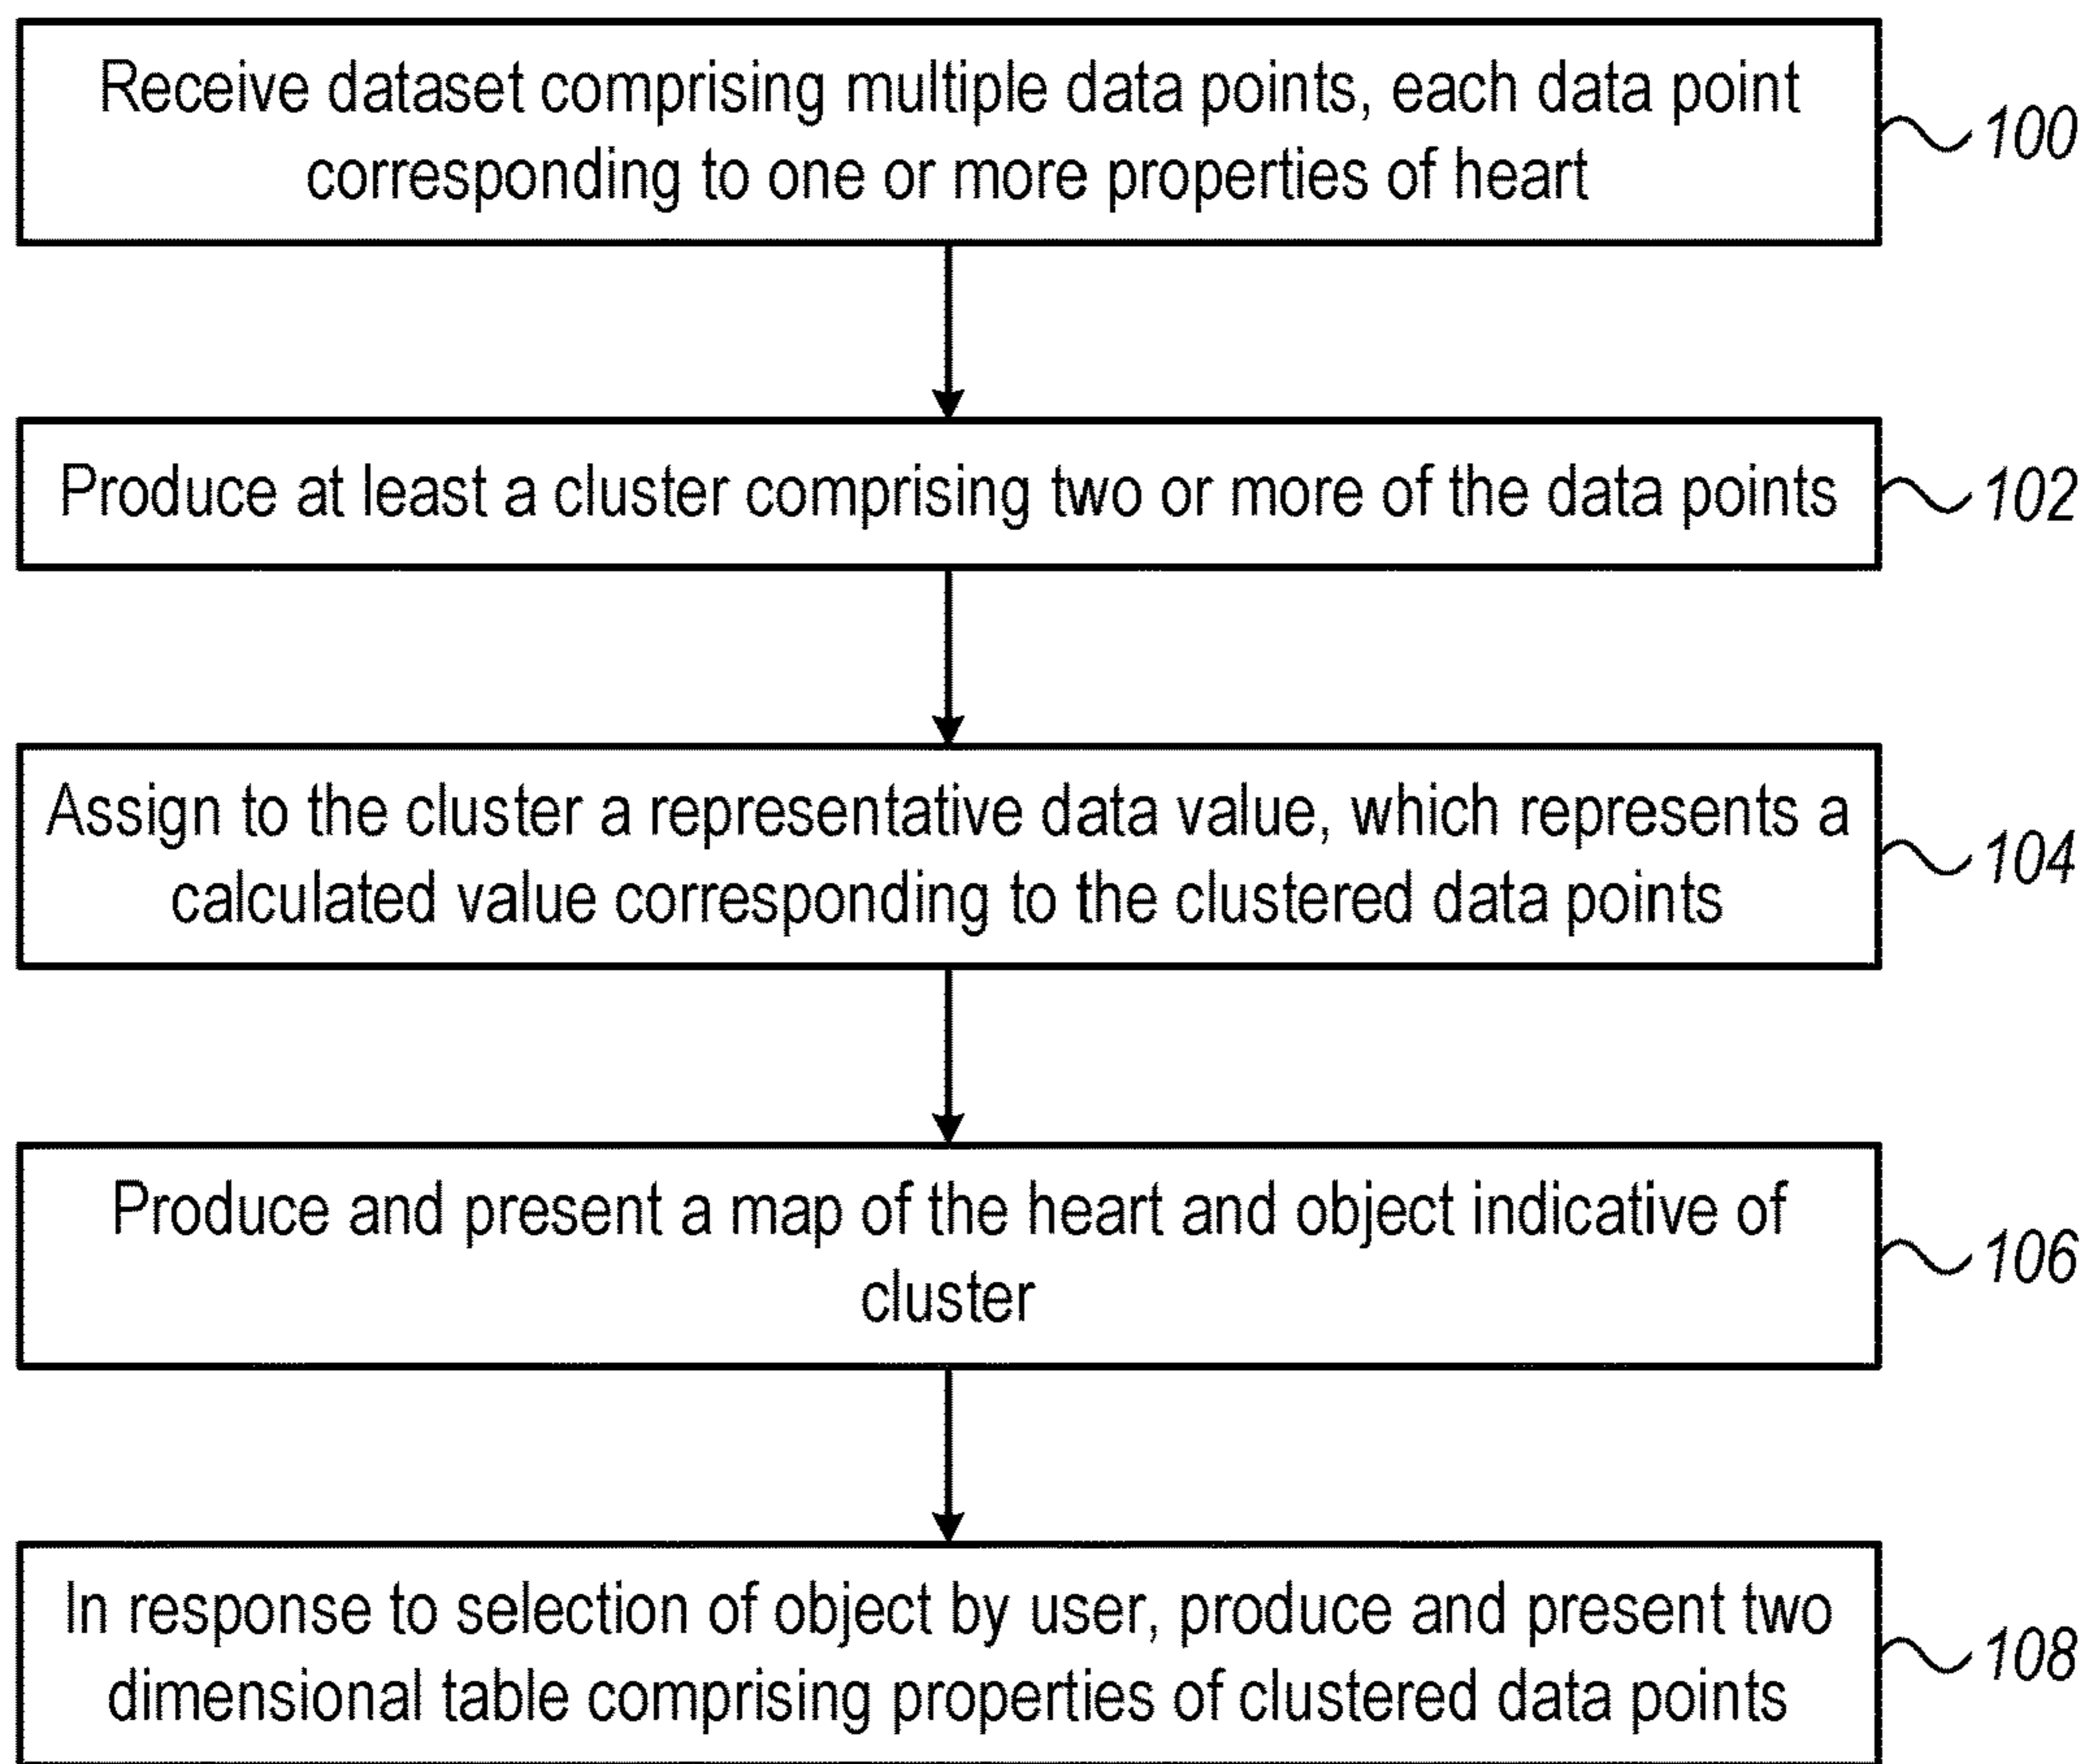 Receive dataset comprising multiple data points, each data point
corresponding to one or more properties of heart
100
Produce at least a cluster comprising two or more of the data points
102
Assign to the cluster a representative data value, which represents a
calculated value corresponding to the clustered data points
104
Produce and present a map of the heart and object indicative of
cluster
106
In response to selection of object by user, produce and present two
dimensional table comprising properties of clustered data points
108